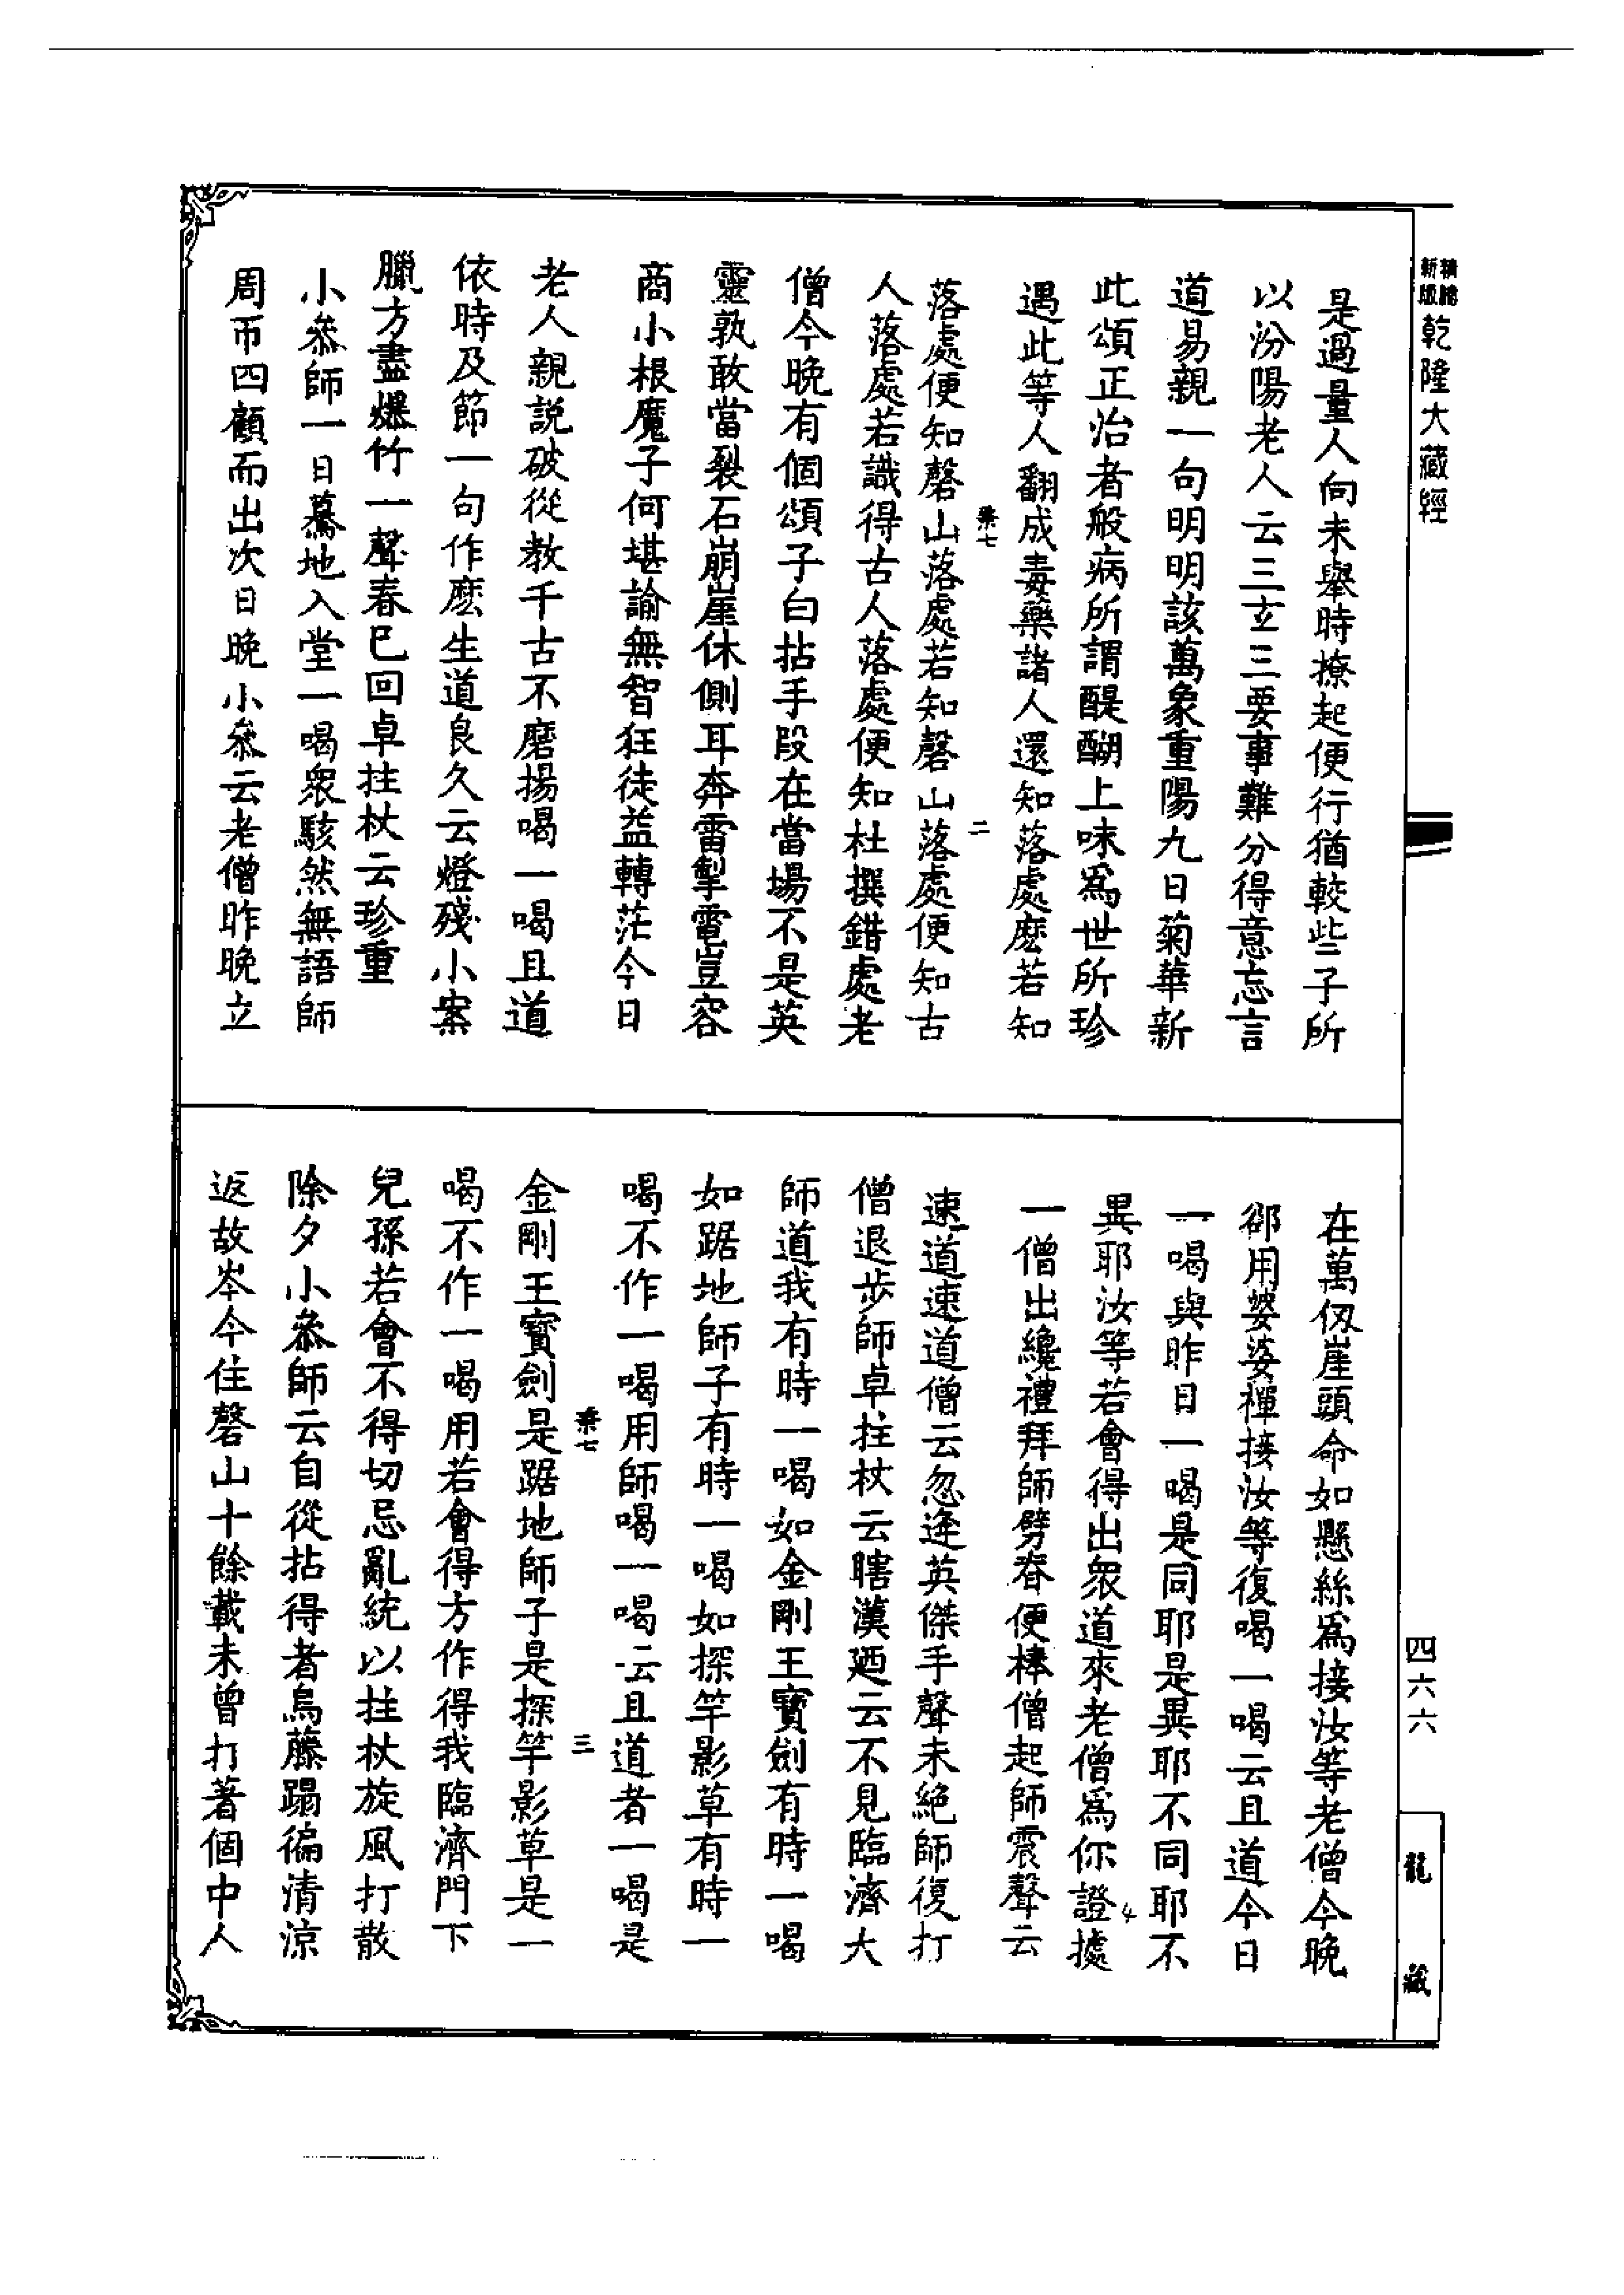 新版精縮
乾隆大藏經
四六六
龍藏
是過量人向未舉時撩起便行猶較些子所
以汾陽老人云三玄三要事難分得意忘言
道易親一句明明該萬象重陽九日菊華新
此頌正治者般病所謂醍醐上味爲世所珍
遇此等人翻成毒藥諸人還知落處麽若知
落處便知磬山落處若知磬山落處便知古
人落處若識得古人落處便知杜撰錯處老
僧今晚有個頌子白拈手段在當場不是英
靈孰敢當裂石崩崖休側耳奔雷掣電豈容
商小根魔子何堪諭無智狂徒益轉茫今日
老人親説破從教千古不磨揚喝一喝且道
依時及節一句作麽生道良久云燈殘小案
臘方盡爆竹一聲春巳回卓拄杖云珍重
小叅師一日驀地入堂一喝衆駭然無語師
周帀四顧而出次日晚小叅云老僧昨晚立
二
在萬仭崖頭命如懸絲爲接汝等老僧今晚
郤用婆婆禪接汝等復喝一喝云且道今日
一喝與昨日一喝是同耶是異耶不同耶不
異耶汝等若會得出衆道來老僧爲你證據
一僧出纔禮拜師劈脊便棒僧起師震聲云
速道速道僧云忽逢英傑手聲未絶師復打
僧退步師卓拄杖云瞎漢廼云不見臨濟大
師道我有時一喝如金剛王寶劍有時一喝
如踞地師子有時一喝如探竿影草有時一
喝不作一喝用師喝一喝云且道者一喝是
金剛王寶劍是踞地師子是探竿影草是一
喝不作一喝用若會得方作得我臨濟門下
兒孫若會不得切忌亂統以拄杖旋風打散
除夕小叅師云自從拈得者烏藤蹋徧清涼
返故岑今住磬山十餘載未曾打著個中人
三